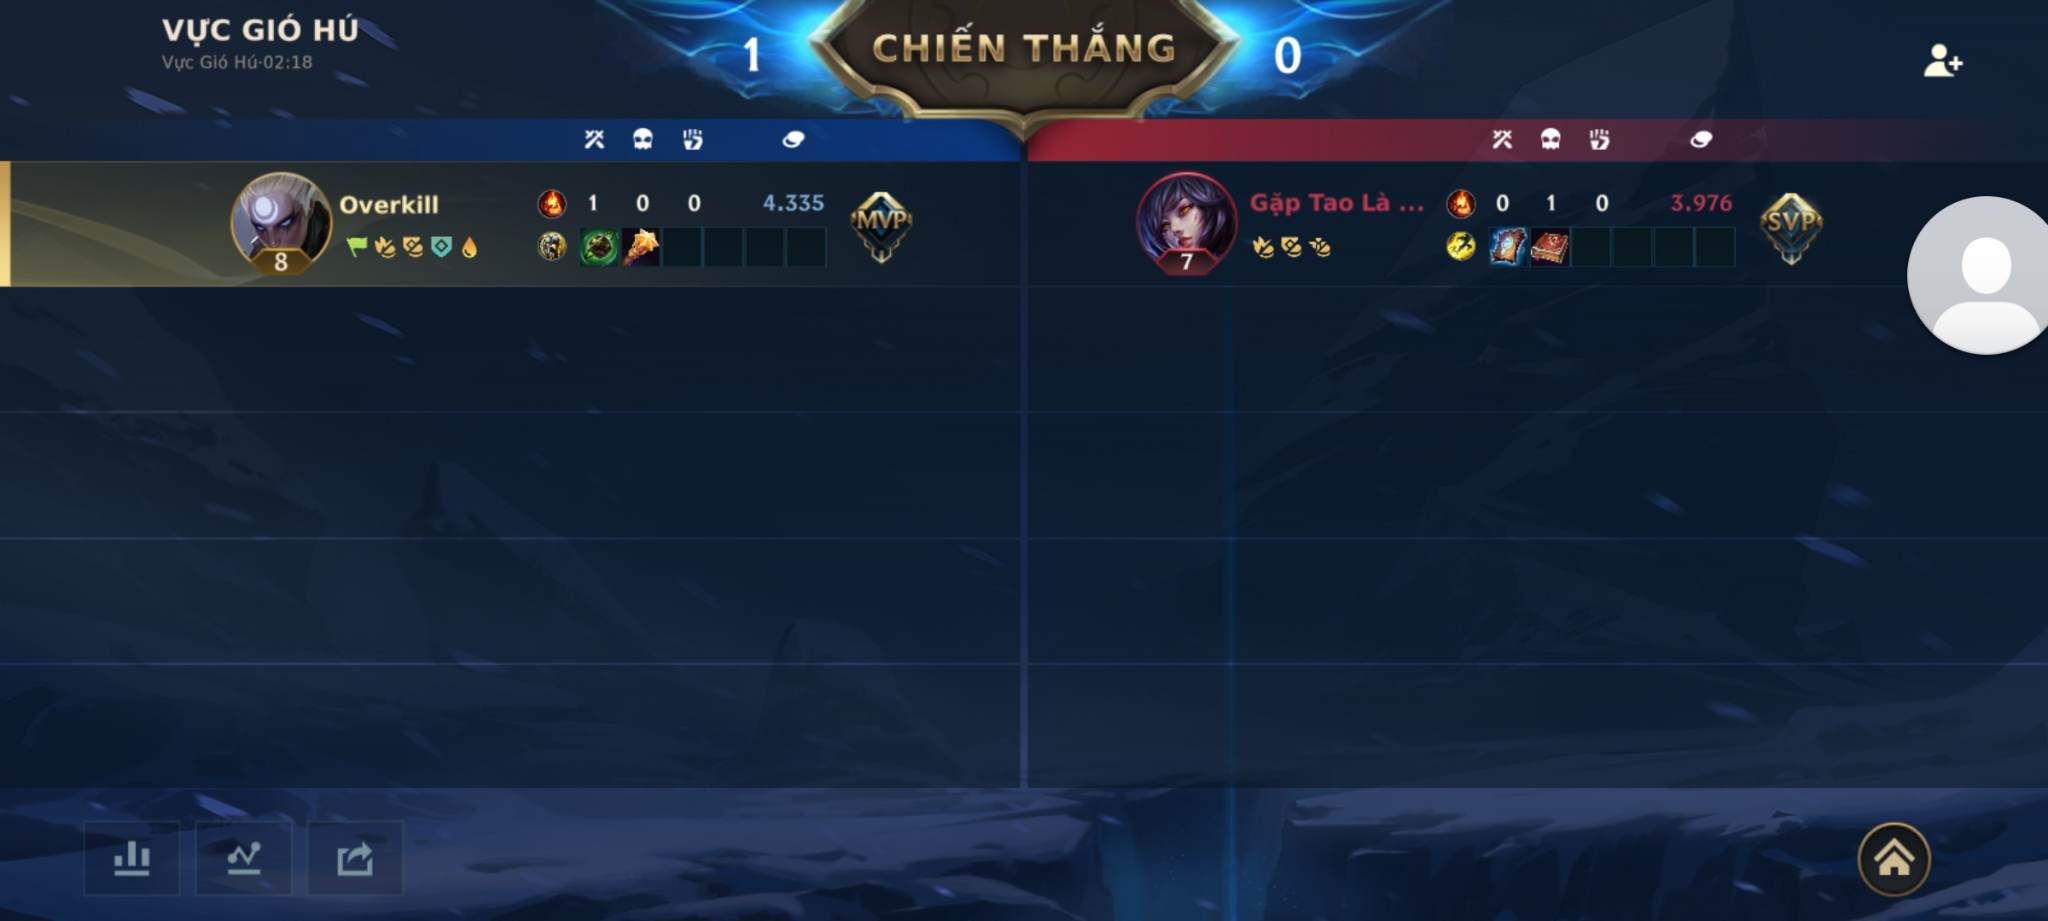 VỰC GIÓ HÚ
Vực Gió Hú·02:18
1 CHIẾN THẮNG 0
Overkill 1 0 0 4.335 MVP
8
Gặp Tao Là ... 0 1 0 3.976 SVP
7